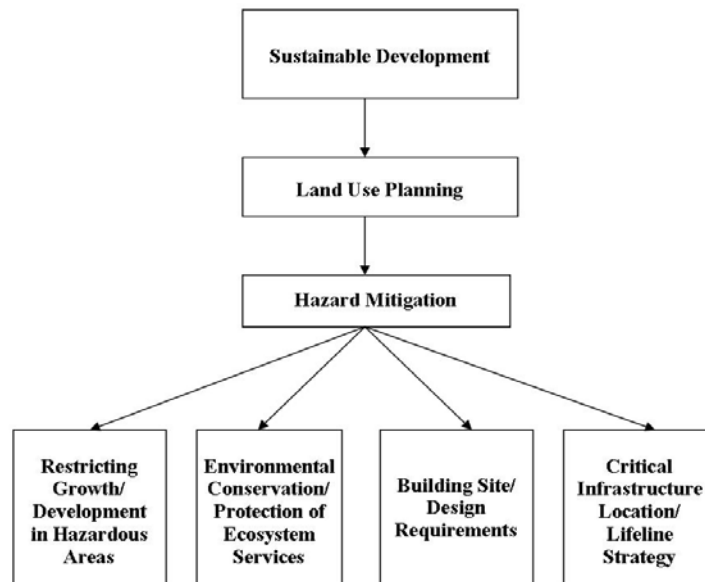 Sustainable Development
Land Use Planning
Hazard Mitigation
Restricting
Growth/
Development
in Hazardous
Areas
Environmental
Conservation/
Protection of
Ecosystem
Services
Building Site/
Design
Requirements
Critical
Infrastructure
Location/
Lifeline
Strategy